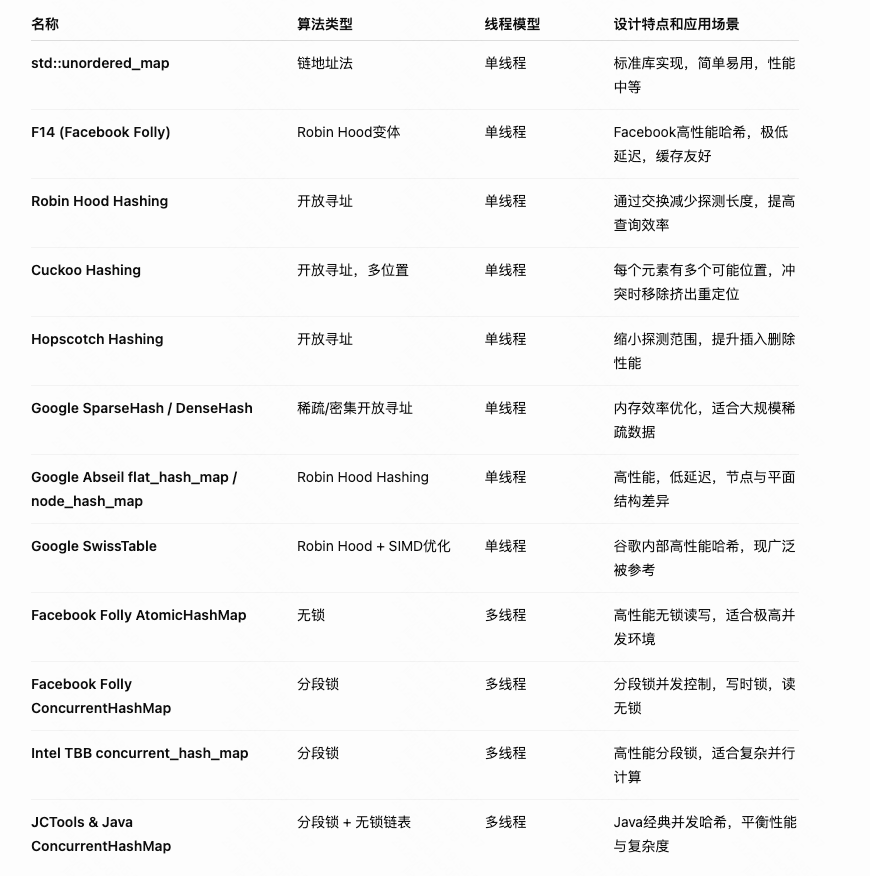 名称 算法类型 线程模型 设计特点和应用场景
std::unordered_map 链地址法 单线程 标准库实现，简单易用，性能
中等
F14 (Facebook Folly) Robin Hood变体 单线程 Facebook高性能哈希，极低
延迟，缓存友好
Robin Hood Hashing 开放寻址 单线程 通过交换减少探测长度，提高
查询效率
Cuckoo Hashing 开放寻址，多位置 单线程 每个元素有多个可能位置，冲
突时移除挤出重定位
Hopscotch Hashing 开放寻址 单线程 缩小探测范围，提升插入删除
性能
Google SparseHash / DenseHash 稀疏/密集开放寻址 单线程 内存效率优化，适合大规模稀
疏数据
Google Abseil flat_hash_map / Robin Hood Hashing 单线程 高性能，低延迟，节点与平面
node_hash_map 结构差异
Google SwissTable Robin Hood + SIMD优化 单线程 谷歌内部高性能哈希，现广泛
被参考
Facebook Folly AtomicHashMap 无锁 多线程 高性能无锁读写，适合极高并
发环境
Facebook Folly 分段锁 多线程 分段锁并发控制，写时锁，读
ConcurrentHashMap 无锁
Intel TBB concurrent_hash_map 分段锁 多线程 高性能分段锁，适合复杂并行
计算
JCTools & Java 分段锁 + 无锁链表 多线程 Java经典并发哈希，平衡性能
ConcurrentHashMap 与复杂度